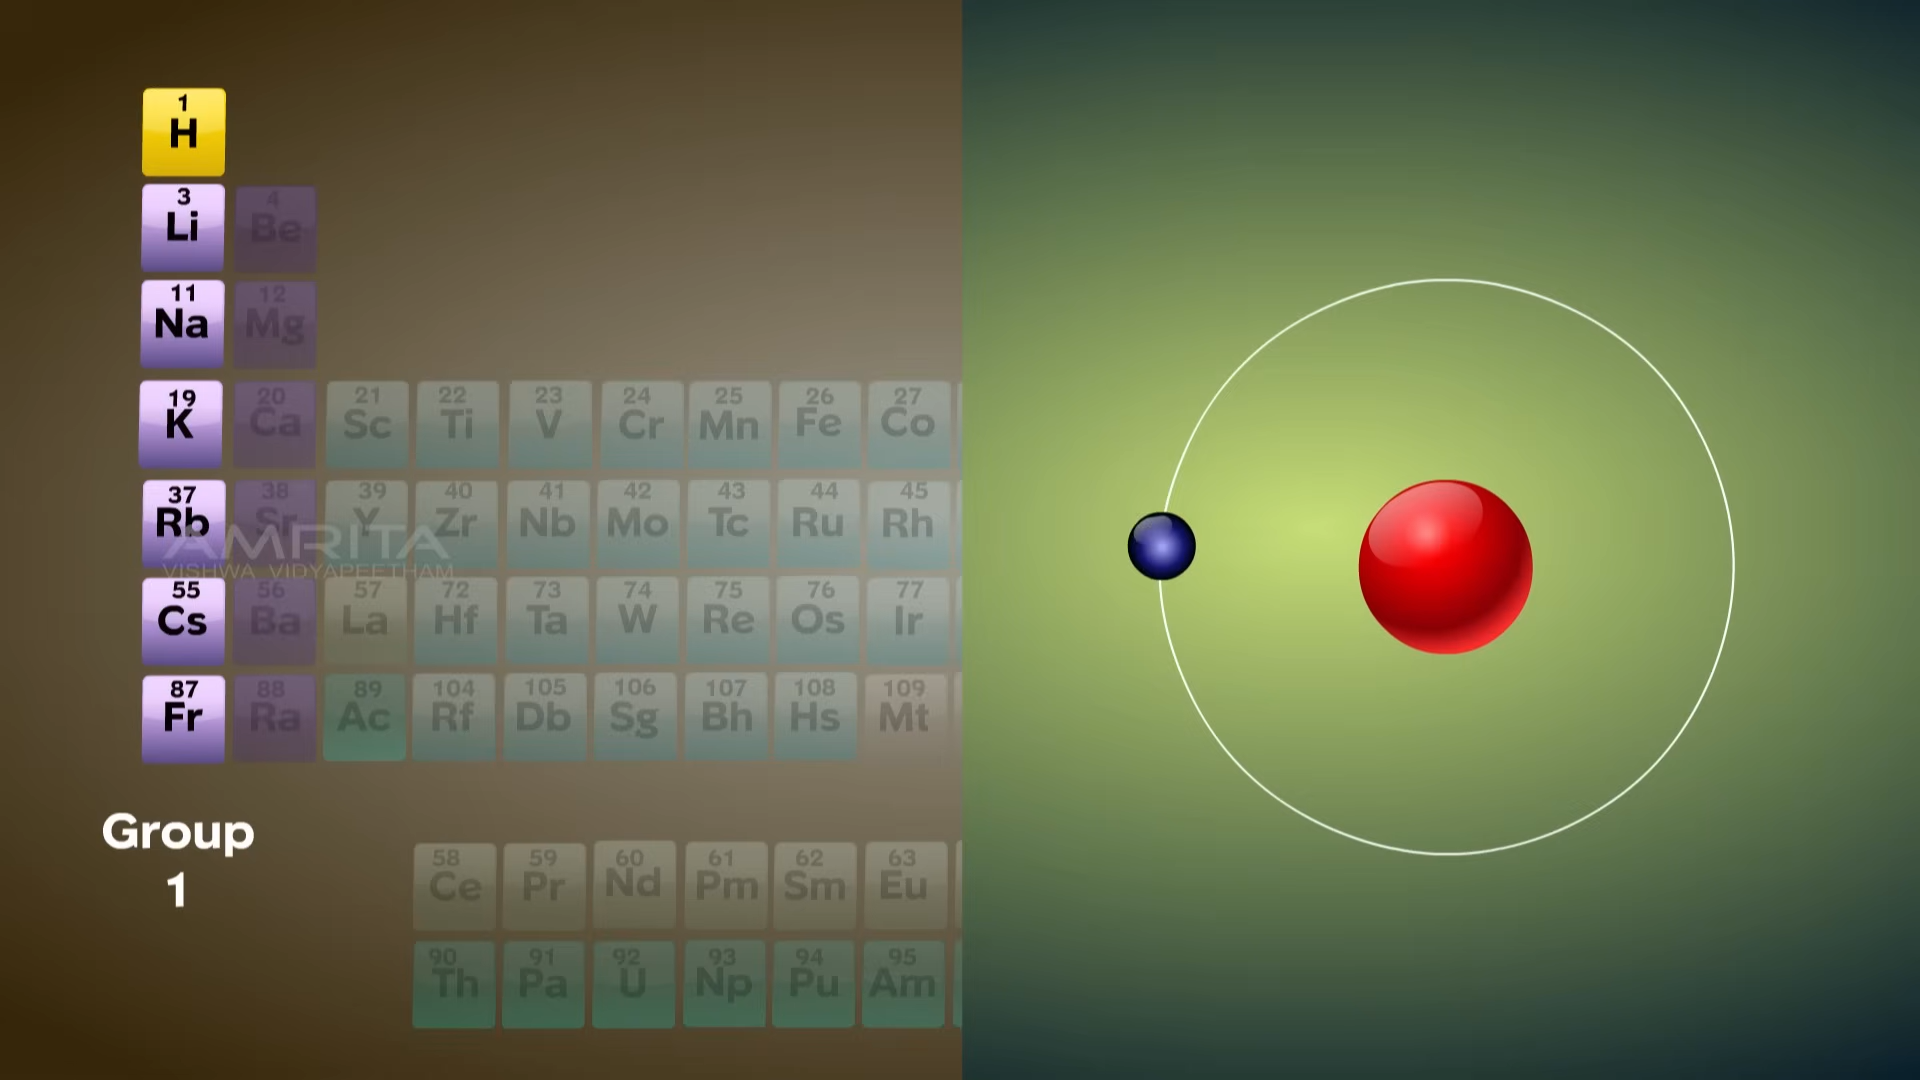 1
H
3 4
Li Be
11 12
Na Mg
19 20 21 22 23 24 25 26 27
K Ca Sc Ti V Cr Mn Fe Co
37 38 39 40 41 42 43 44 45
Rb Sr Y Zr Nb Mo Tc Ru Rh
AMRITA
VISHWA VIDYAPEETHAM
55 56 57 72 73 74 75 76 77
Cs Ba La Hf Ta W Re Os Ir
87 88 89 104 105 106 107 108 109
Fr Ra Ac Rf Db Sg Bh Hs Mt
Group
1
58 59 60 61 62 63
Ce Pr Nd Pm Sm Eu
90 91 92 93 94 95
Th Pa U Np Pu Am